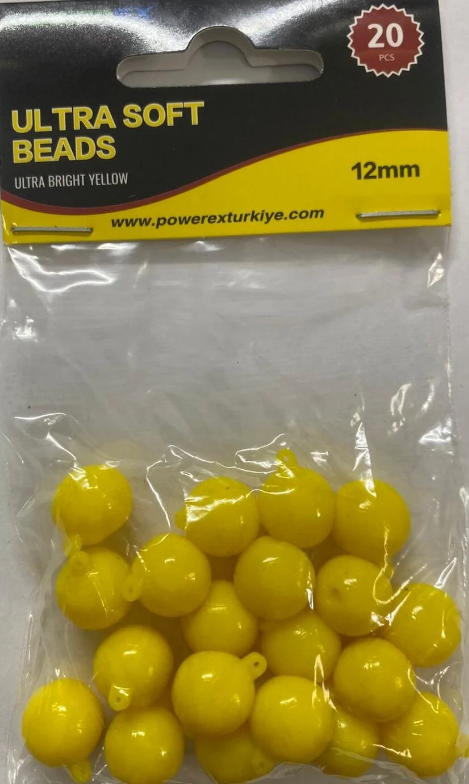 20
PCS
ULTRA SOFT
BEADS
ULTRA BRIGHT YELLOW
12mm
www.powerexturkiye.com